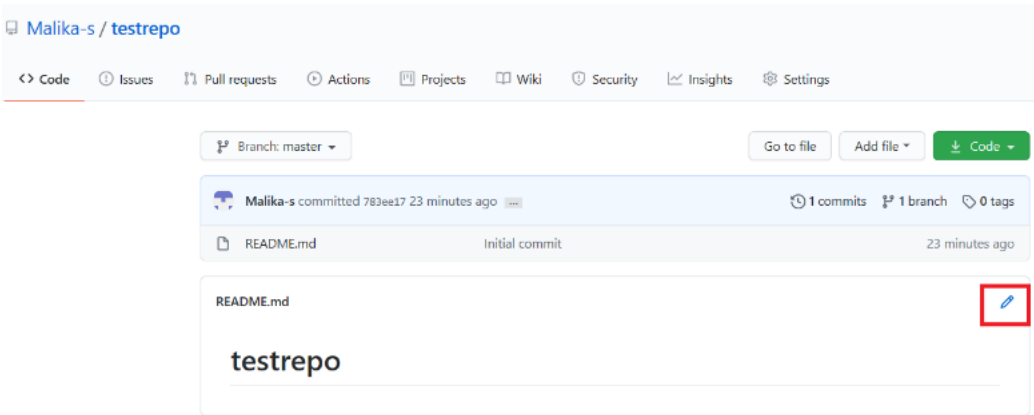 Malika-s / testrepo
<> Code Issues Pull requests Actions Projects Wiki Security Insights Settings
Branch: master Go to file Add file Code
Malika-s committed 783ee17 23 minutes ago ... 1 commits 1 branch 0 tags
README.md Initial commit 23 minutes ago
README.md
testrepo